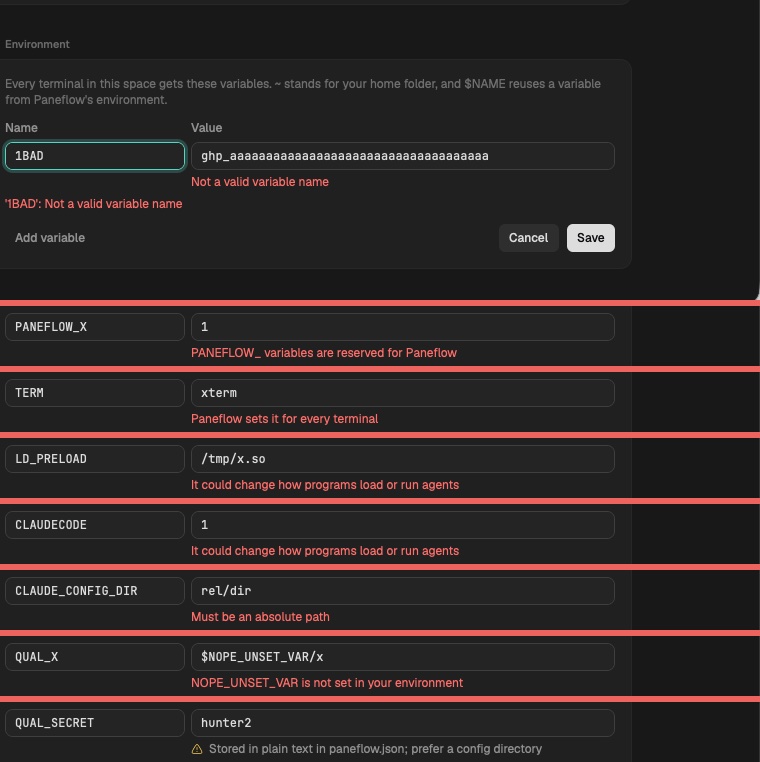 Environment
Every terminal in this space gets these variables. ~ stands for your home folder, and $NAME reuses a variable
from Paneflow's environment.
Name Value
1BAD ghp_aaaaaaaaaaaaaaaaaaaaaaaaaaaaaaaaaaaa
Not a valid variable name
'1BAD': Not a valid variable name
Add variable Cancel Save
PANEFLOW_X 1
PANEFLOW_ variables are reserved for Paneflow
TERM xterm
Paneflow sets it for every terminal
LD_PRELOAD /tmp/x.so
It could change how programs load or run agents
CLAUDECODE 1
It could change how programs load or run agents
CLAUDE_CONFIG_DIR rel/dir
Must be an absolute path
QUAL_X $NOPE_UNSET_VAR/x
NOPE_UNSET_VAR is not set in your environment
QUAL_SECRET hunter2
Stored in plain text in paneflow.json; prefer a config directory